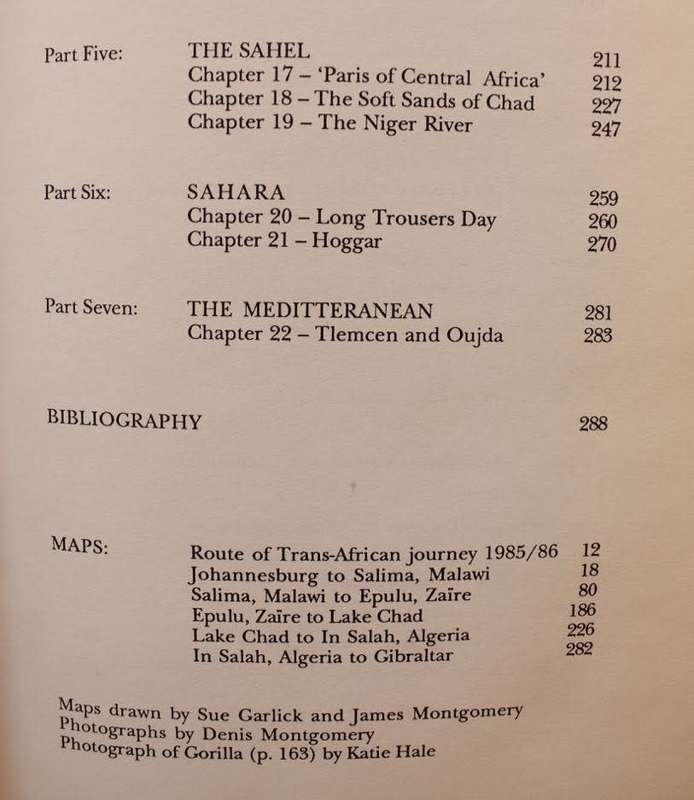 Part Five: THE SAHEL 211
Chapter 17 – ‘Paris of Central Africa’ 212
Chapter 18 – The Soft Sands of Chad 227
Chapter 19 – The Niger River 247
Part Six: SAHARA 259
Chapter 20 – Long Trousers Day 260
Chapter 21 – Hoggar 270
Part Seven: THE MEDITTERANEAN 281
Chapter 22 – Tlemcen and Oujda 283
BIBLIOGRAPHY 288
MAPS: Route of Trans-African journey 1985/86 12
Johannesburg to Salima, Malawi 18
Salima, Malawi to Epulu, Zaïre 80
Epulu, Zaïre to Lake Chad 186
Lake Chad to In Salah, Algeria 226
In Salah, Algeria to Gibraltar 282
Maps drawn by Sue Garlick and James Montgomery
Photographs by Denis Montgomery
Photograph of Gorilla (p. 163) by Katie Hale